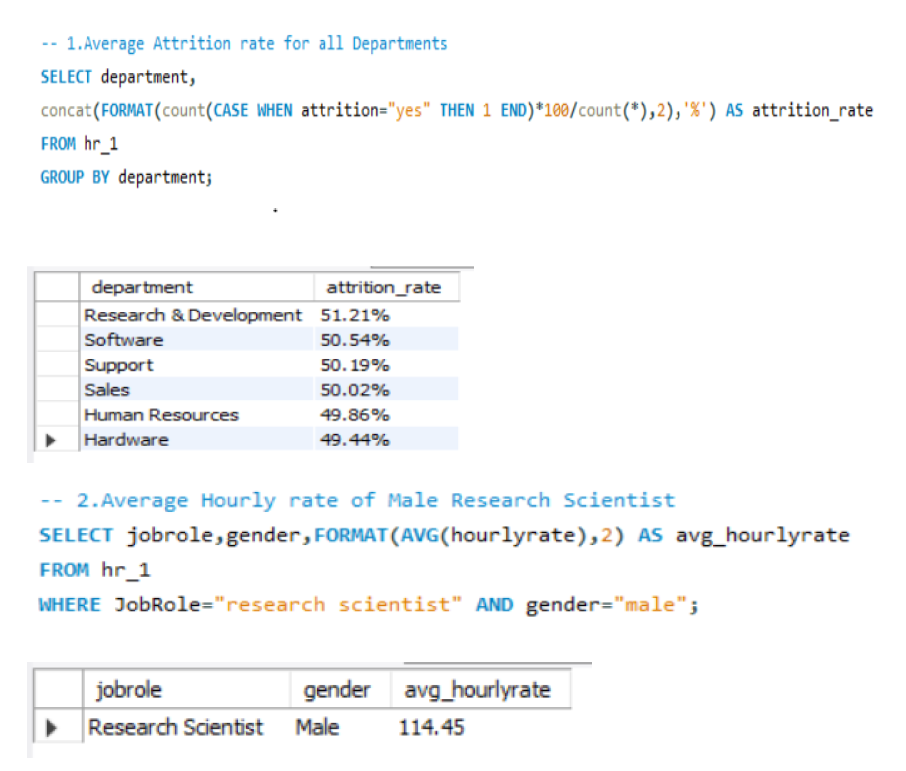 -- 1.Average Attrition rate for all Departments
SELECT department,
concat(FORMAT(count(CASE WHEN attrition="yes" THEN 1 END)*100/count(*),2),'%') AS attrition_rate
FROM hr_1
GROUP BY department;
department attrition_rate
Research & Development 51.21%
Software 50.54%
Support 50.19%
Sales 50.02%
Human Resources 49.86%
Hardware 49.44%
-- 2.Average Hourly rate of Male Research Scientist
SELECT jobrole,gender,FORMAT(AVG(hourlyrate),2) AS avg_hourlyrate
FROM hr_1
WHERE JobRole="research scientist" AND gender="male";
jobrole gender avg_hourlyrate
Research Scientist Male 114.45